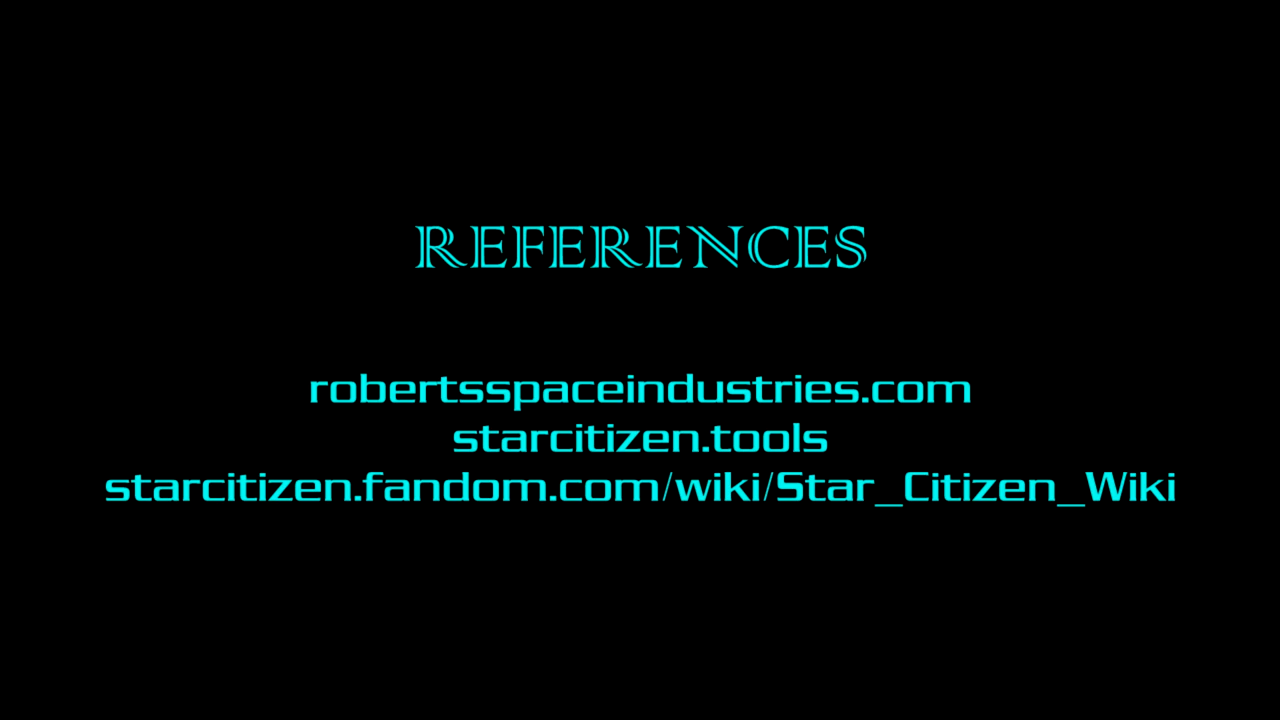 REFERENCES
robertsspaceindustries.com
starcitizen.tools
starcitizen.fandom.com/wiki/Star_Citizen_Wiki